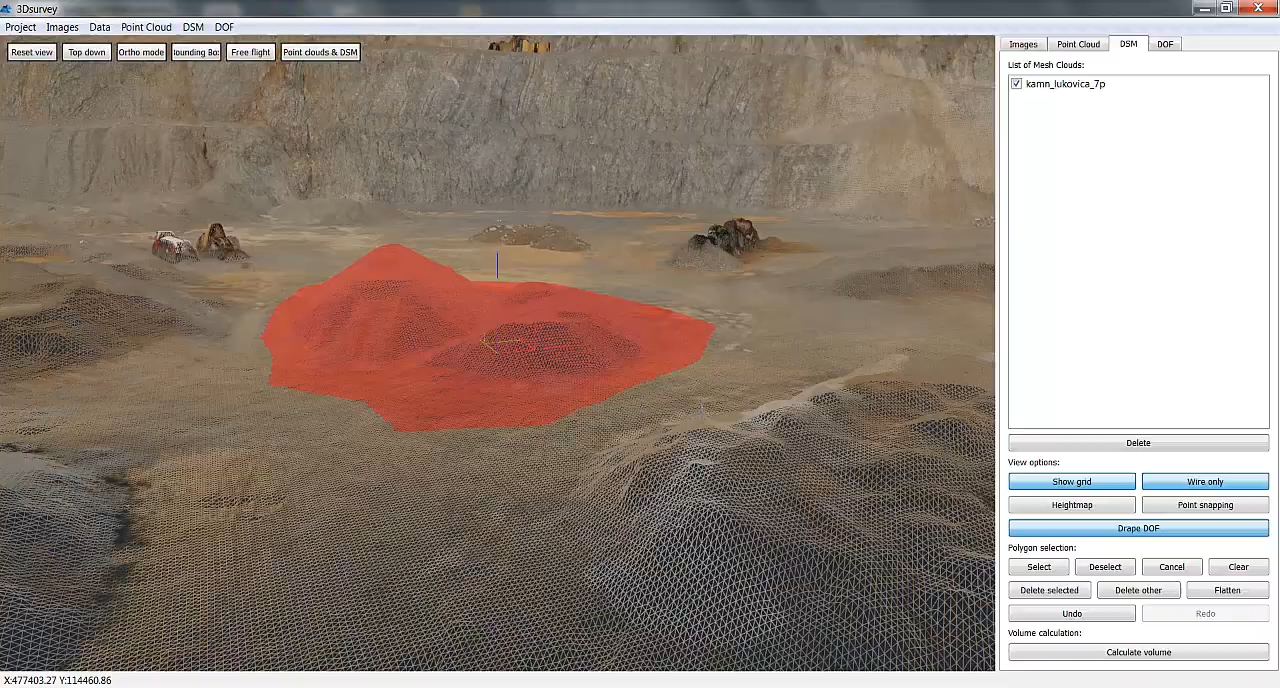 3Dsurvey
Project Images Data Point Cloud DSM DOF
Reset view Top down Ortho mode ounding Bo Free flight Point clouds & DSM
Images Point Cloud DSM DOF
List of Mesh Clouds:
kamn_lukovica_7p
Delete
View options:
Show grid Wire only
Heightmap Point snapping
Drape DOF
Polygon selection:
Select Deselect Cancel Clear
Delete selected Delete other Flatten
Undo Redo
Volume calculation:
Calculate volume
X:477403.27 Y:114460.86